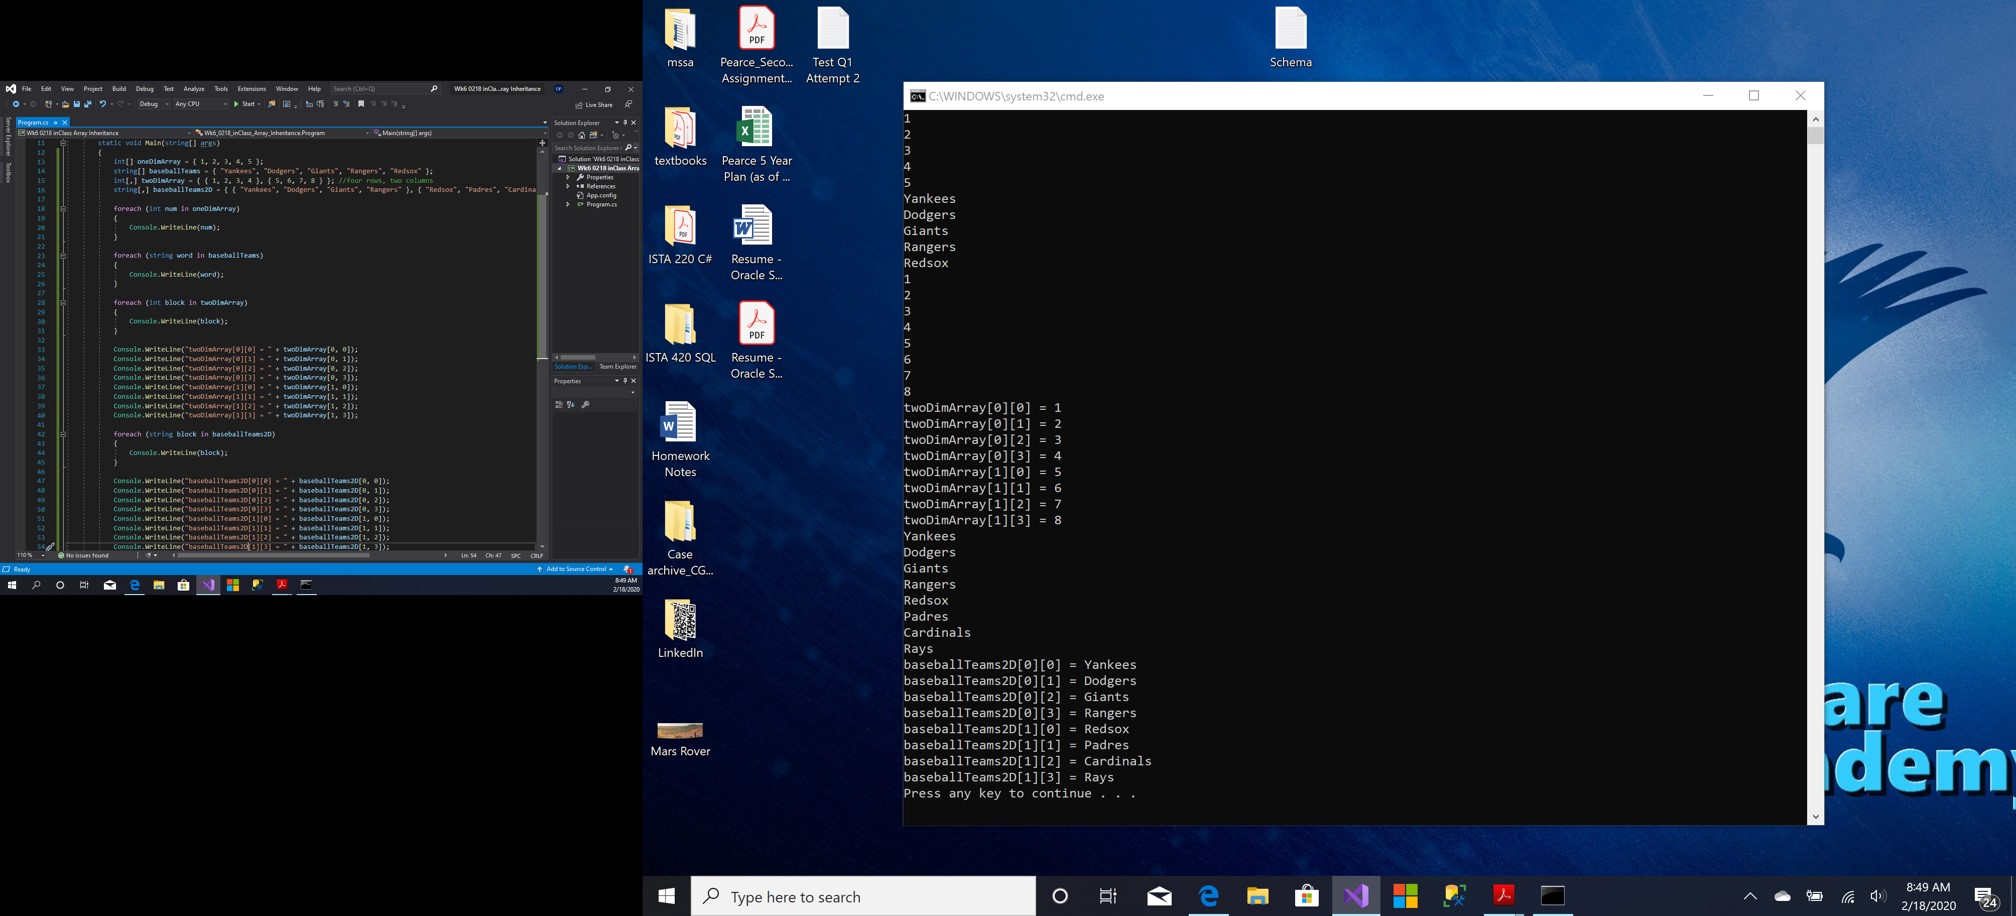 File Edit View Project Build Debug Test Analyze Tools Extensions Window Help Search (Ctrl+Q) Wk6 0218 inCla...ray Inheritance
Debug Any CPU Start Live Share
Server Explorer
Toolbox
Program.cs
Wk6 0218 inClass Array Inheritance Wk6_0218_inClass_Array_Inheritance.Program Main(string[] args)
11 static void Main(string[] args)
12 {
13 int[] oneDimArray = { 1, 2, 3, 4, 5 };
14 string[] baseballTeams = { "Yankees", "Dodgers", "Giants", "Rangers", "Redsox" };
15 int[,] twoDimArray = { { 1, 2, 3, 4 }, { 5, 6, 7, 8 } }; //four rows, two columns
16 string[,] baseballTeams2D = { { "Yankees", "Dodgers", "Giants", "Rangers" }, { "Redsox", "Padres", "Cardina
17
18 foreach (int num in oneDimArray)
19 {
20 Console.WriteLine(num);
21 }
22
23 foreach (string word in baseballTeams)
24 {
25 Console.WriteLine(word);
26 }
27
28 foreach (int block in twoDimArray)
29 {
30 Console.WriteLine(block);
31 }
32
33 Console.WriteLine("twoDimArray[0][0] = " + twoDimArray[0, 0]);
34 Console.WriteLine("twoDimArray[0][1] = " + twoDimArray[0, 1]);
35 Console.WriteLine("twoDimArray[0][2] = " + twoDimArray[0, 2]);
36 Console.WriteLine("twoDimArray[0][3] = " + twoDimArray[0, 3]);
37 Console.WriteLine("twoDimArray[1][0] = " + twoDimArray[1, 0]);
38 Console.WriteLine("twoDimArray[1][1] = " + twoDimArray[1, 1]);
39 Console.WriteLine("twoDimArray[1][2] = " + twoDimArray[1, 2]);
40 Console.WriteLine("twoDimArray[1][3] = " + twoDimArray[1, 3]);
41
42 foreach (string block in baseballTeams2D)
43 {
44 Console.WriteLine(block);
45 }
46
47 Console.WriteLine("baseballTeams2D[0][0] = " + baseballTeams2D[0, 0]);
48 Console.WriteLine("baseballTeams2D[0][1] = " + baseballTeams2D[0, 1]);
49 Console.WriteLine("baseballTeams2D[0][2] = " + baseballTeams2D[0, 2]);
50 Console.WriteLine("baseballTeams2D[0][3] = " + baseballTeams2D[0, 3]);
51 Console.WriteLine("baseballTeams2D[1][0] = " + baseballTeams2D[1, 0]);
52 Console.WriteLine("baseballTeams2D[1][1] = " + baseballTeams2D[1, 1]);
53 Console.WriteLine("baseballTeams2D[1][2] = " + baseballTeams2D[1, 2]);
54 Console.WriteLine("baseballTeams2D[1][3] = " + baseballTeams2D[1, 3]);
110 % No issues found Ln: 54 Ch: 47 SPC CRLF
Solution Explorer
Search Solution Explorer
Solution 'Wk6 0218 inClass
Wk6 0218 inClass Arra
Properties
References
App.config
Program.cs
Solution Exp... Team Explorer
Properties
Ready Add to Source Control
8:49 AM
2/18/2020
mssa
Pearce_Seco...
Assignment...
Test Q1
Attempt 2
Schema
textbooks
Pearce 5 Year
Plan (as of ...
ISTA 220 C#
Resume -
Oracle S...
ISTA 420 SQL
Resume -
Oracle S...
Homework
Notes
Case
archive_CG...
LinkedIn
Mars Rover
PDF
PDF
PDF
C:\WINDOWS\system32\cmd.exe
1
2
3
4
5
Yankees
Dodgers
Giants
Rangers
Redsox
1
2
3
4
5
6
7
8
twoDimArray[0][0] = 1
twoDimArray[0][1] = 2
twoDimArray[0][2] = 3
twoDimArray[0][3] = 4
twoDimArray[1][0] = 5
twoDimArray[1][1] = 6
twoDimArray[1][2] = 7
twoDimArray[1][3] = 8
Yankees
Dodgers
Giants
Rangers
Redsox
Padres
Cardinals
Rays
baseballTeams2D[0][0] = Yankees
baseballTeams2D[0][1] = Dodgers
baseballTeams2D[0][2] = Giants
baseballTeams2D[0][3] = Rangers
baseballTeams2D[1][0] = Redsox
baseballTeams2D[1][1] = Padres
baseballTeams2D[1][2] = Cardinals
baseballTeams2D[1][3] = Rays
Press any key to continue . . .
are
ademy
Type here to search
8:49 AM
2/18/2020
24